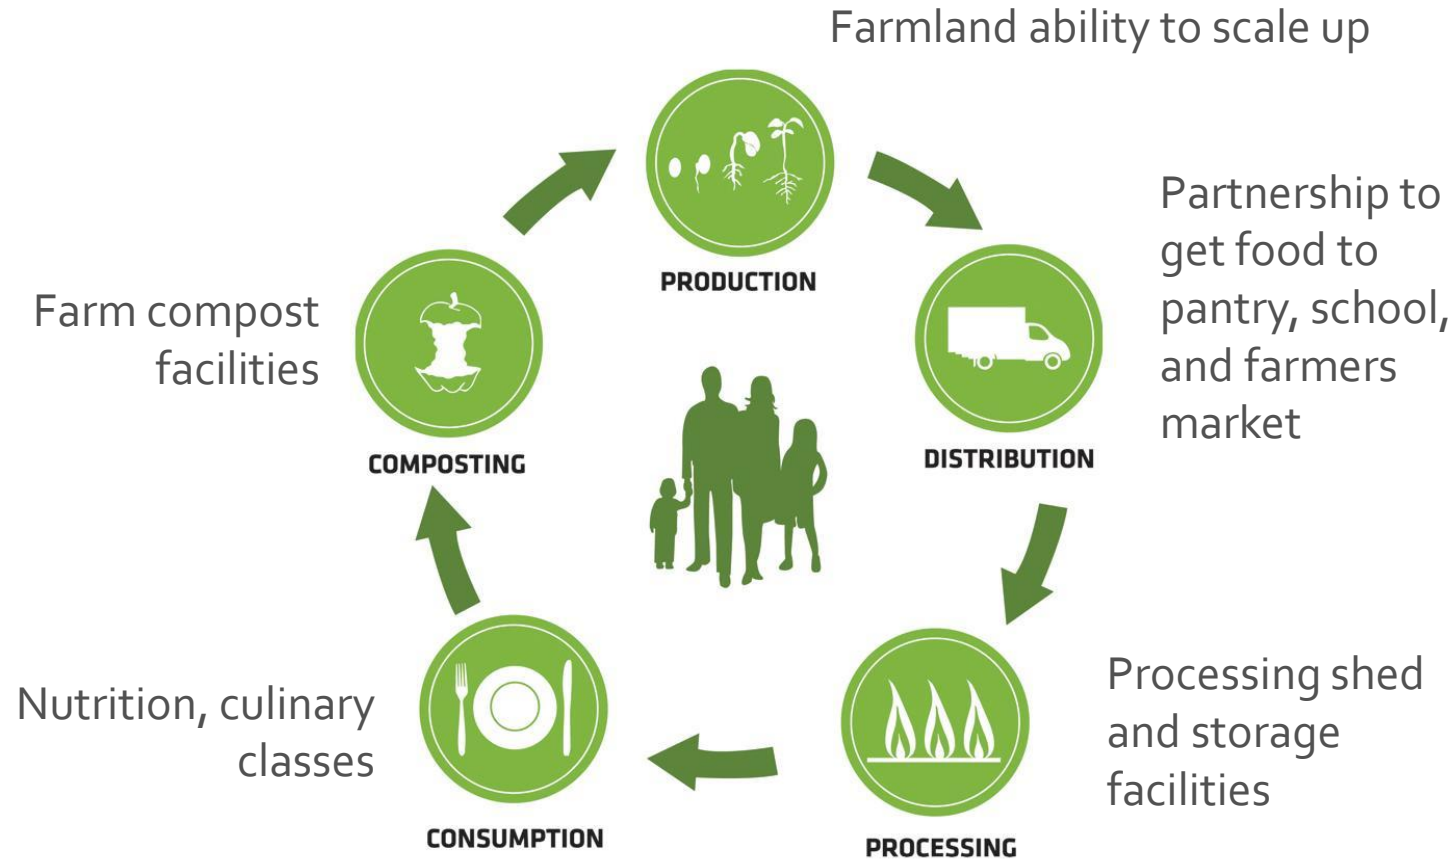 Farmland ability to scale up
PRODUCTION
Partnership to
get food to
pantry, school,
and farmers
market
DISTRIBUTION
Processing shed
and storage
facilities
PROCESSING
Nutrition, culinary
classes
CONSUMPTION
Farm compost
facilities
COMPOSTING